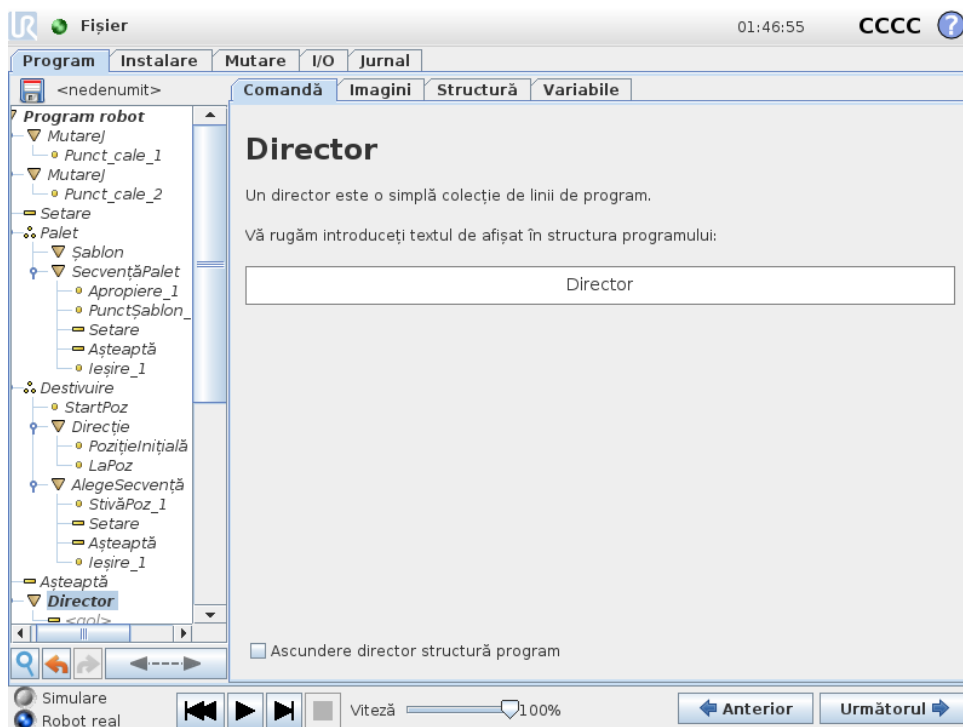 UR Fișier 01:46:55 CCCC ?
Program Instalare Mutare I/O Jurnal
<nedenumit>
Comandă Imagini Structură Variabile
Program robot
MutareJ
Punct_cale_1
MutareJ
Punct_cale_2
Setare
Palet
Șablon
SecvențăPalet
Apropiere_1
PunctȘablon_
Setare
Așteaptă
Ieșire_1
Destivuire
StartPoz
Direcție
PozițieInițială
LaPoz
AlegeSecvență
StivăPoz_1
Setare
Așteaptă
Ieșire_1
Așteaptă
Director
<gol>
Director
Un director este o simplă colecție de linii de program.
Vă rugăm introduceți textul de afișat în structura programului:
Director
Ascundere director structură program
Simulare
Robot real
Viteză 100%
Anterior
Următorul